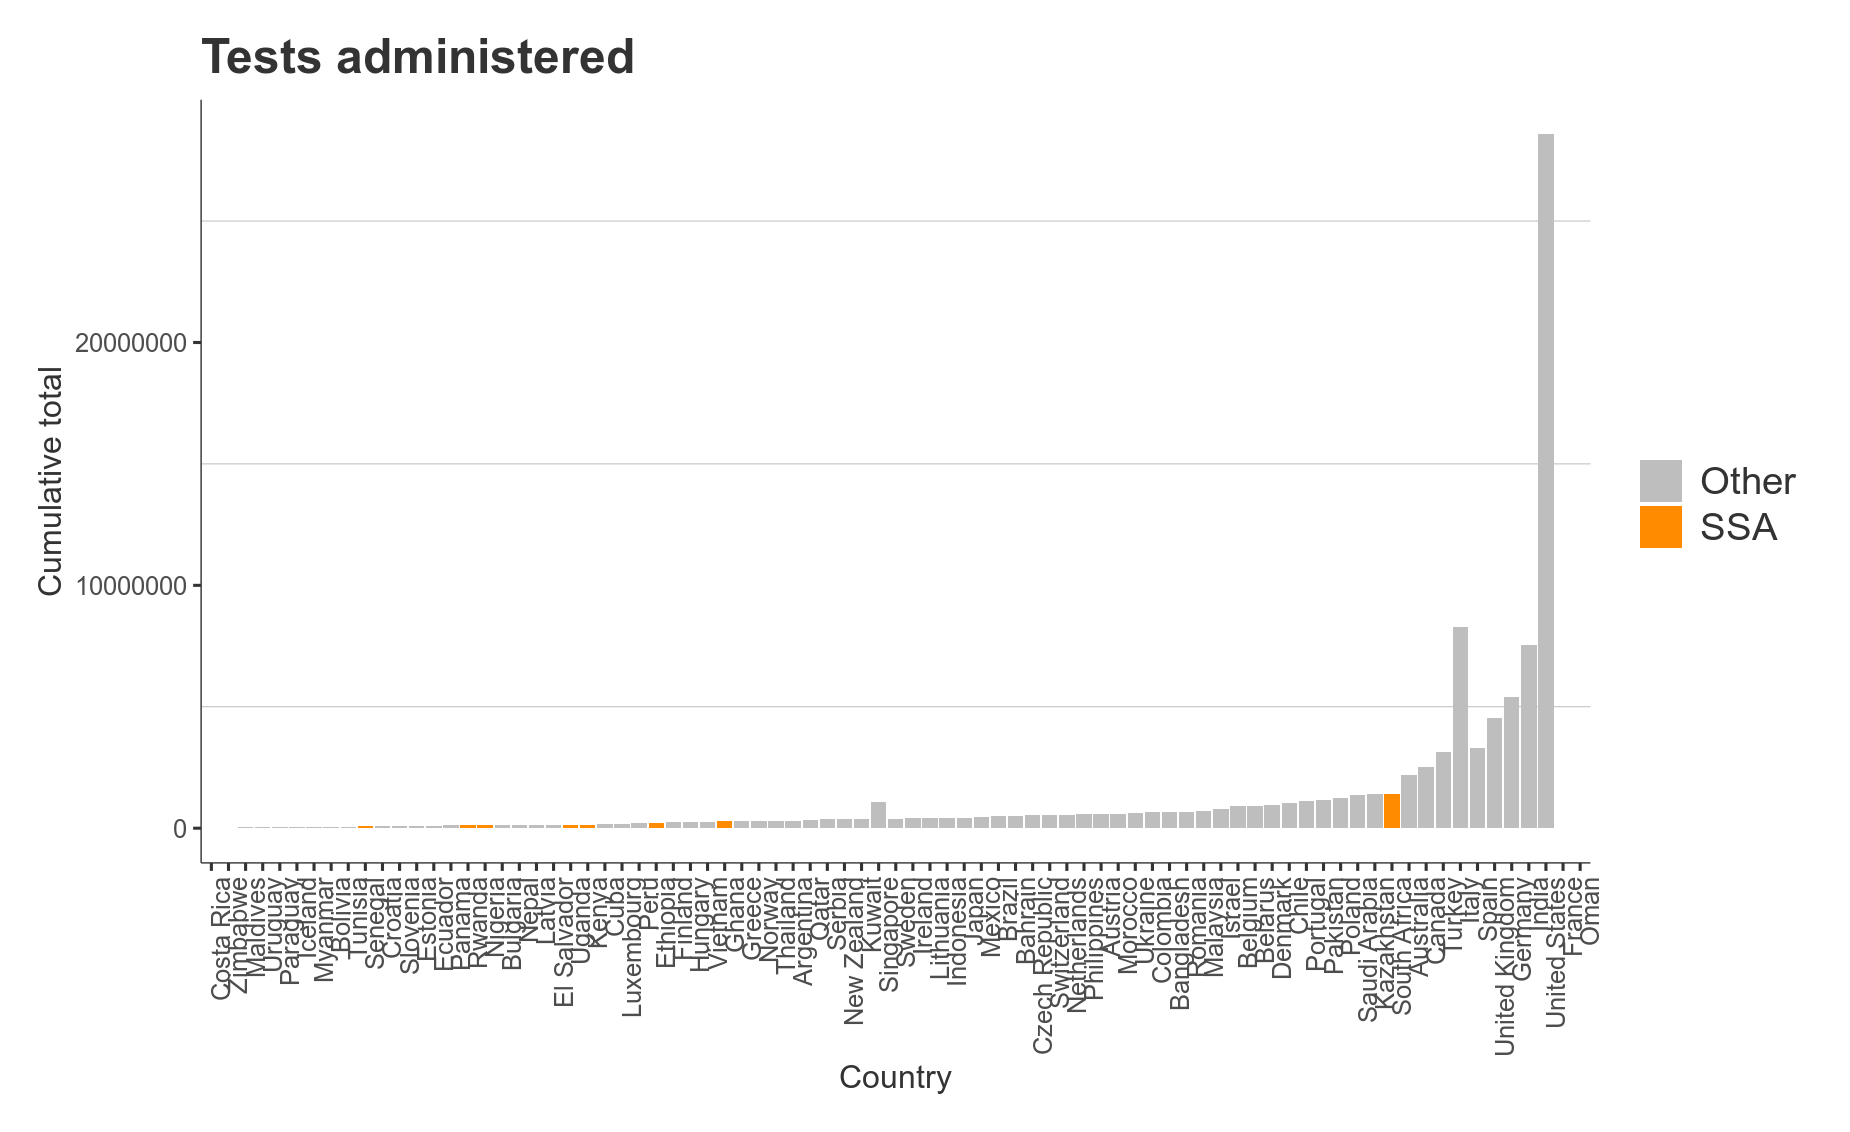 Tests administered
Cumulative total
20000000
10000000
0
Costa Rica
Zimbabwe
Maldives
Uruguay
Paraguay
Iceland
Myanmar
Bolivia
Tunisia
Senegal
Croatia
Slovenia
Estonia
Ecuador
Panama
Rwanda
Nigeria
Bulgaria
Nepal
Latvia
El Salvador
Uganda
Kenya
Cuba
Luxembourg
Peru
Ethiopia
Finland
Hungary
Vietnam
Ghana
Greece
Norway
Thailand
Argentina
Qatar
Serbia
New Zealand
Kuwait
Singapore
Sweden
Ireland
Lithuania
Indonesia
Japan
Mexico
Brazil
Bahrain
Czech Republic
Switzerland
Netherlands
Philippines
Austria
Morocco
Ukraine
Colombia
Bangladesh
Romania
Malaysia
Israel
Belgium
Belarus
Denmark
Chile
Portugal
Pakistan
Poland
Saudi Arabia
Kazakhstan
South Africa
Australia
Canada
Turkey
Italy
Spain
United Kingdom
Germany
India
United States
France
Oman
Country
Other
SSA